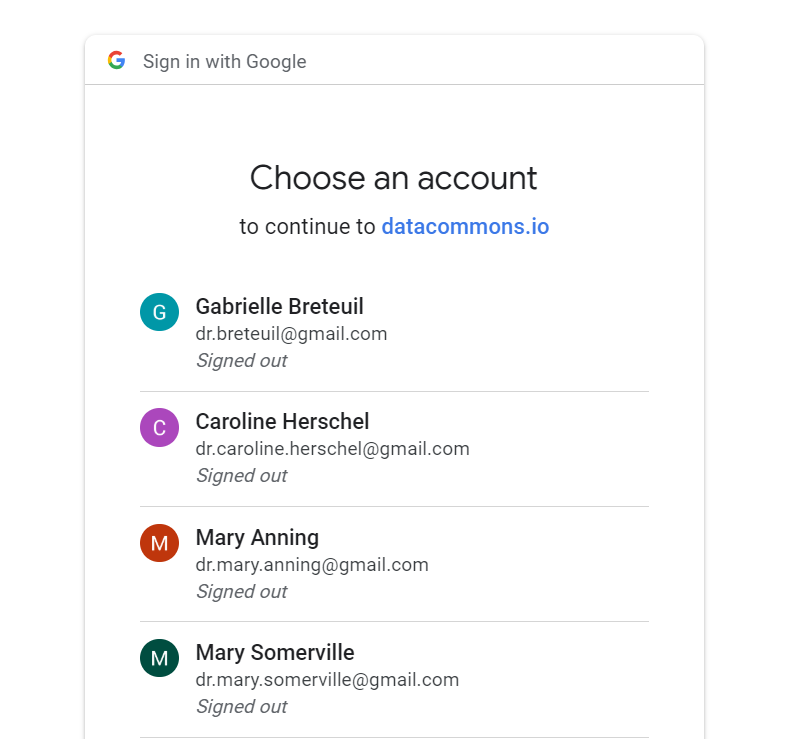 Sign in with Google
Choose an account
to continue to datacommons.io
G
Gabrielle Breteuil
dr.breteuil@gmail.com
Signed out
C
Caroline Herschel
dr.caroline.herschel@gmail.com
Signed out
M
Mary Anning
dr.mary.anning@gmail.com
Signed out
M
Mary Somerville
dr.mary.somerville@gmail.com
Signed out